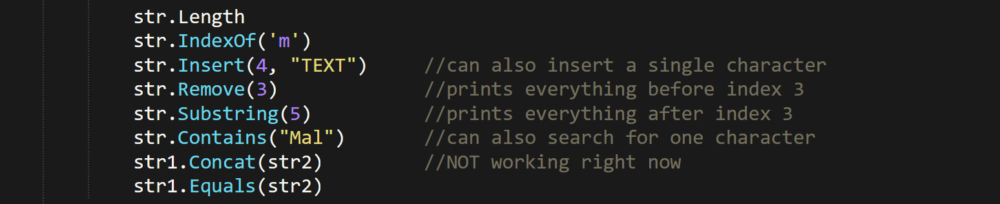 str.Length
str.IndexOf('m')
str.Insert(4, "TEXT")     //can also insert a single character
str.Remove(3)             //prints everything before index 3
str.Substring(5)          //prints everything after index 3
str.Contains("Mal")       //can also search for one character
str1.Concat(str2)         //NOT working right now
str1.Equals(str2)